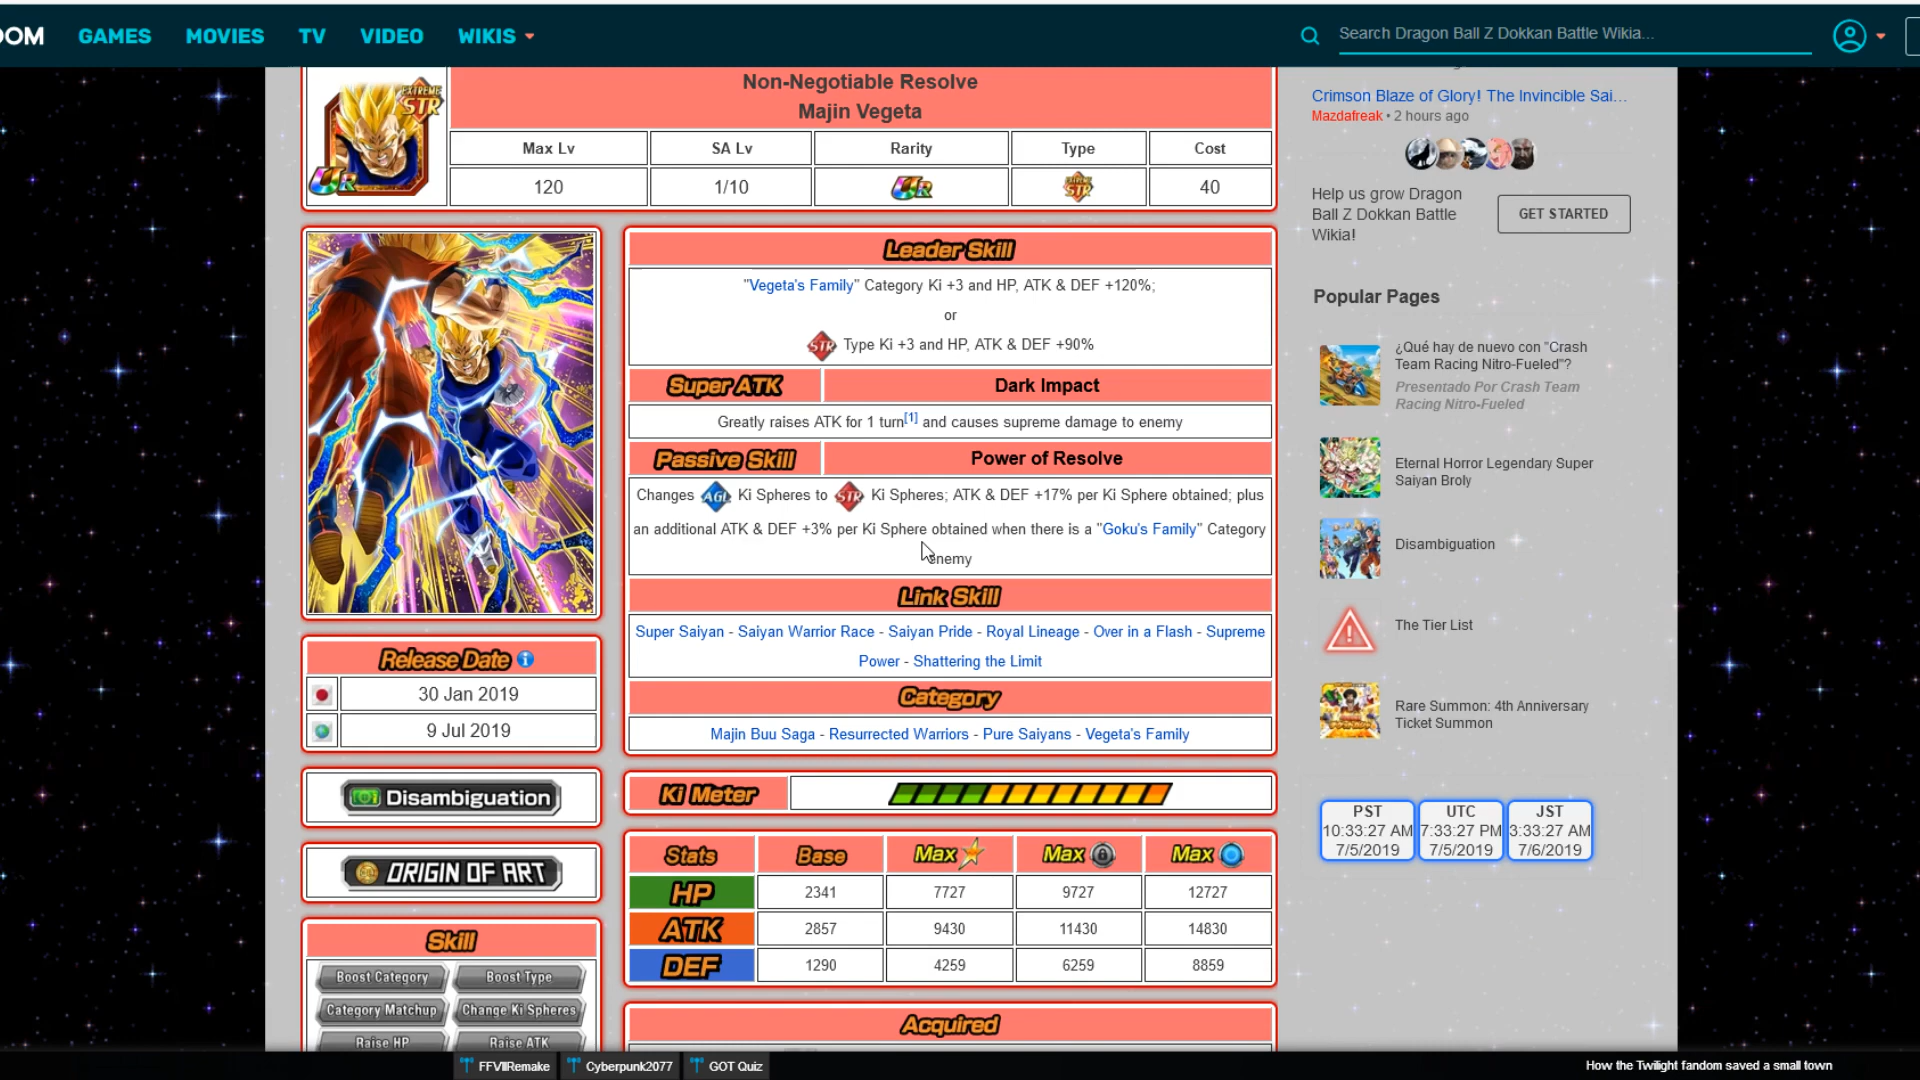 OOM GAMES MOVIES TV VIDEO WIKIS Search Dragon Ball Z Dokkan Battle Wikia...
Non-Negotiable Resolve
Majin Vegeta
EXTREME STR
UR
Max Lv SA Lv Rarity Type Cost
120 1/10 UR EXTREME STR 40
Leader Skill
"Vegeta's Family" Category Ki +3 and HP, ATK & DEF +120%;
or
STR Type Ki +3 and HP, ATK & DEF +90%
Super ATK Dark Impact
Greatly raises ATK for 1 turn[1] and causes supreme damage to enemy
Passive Skill Power of Resolve
Changes AGL Ki Spheres to STR Ki Spheres; ATK & DEF +17% per Ki Sphere obtained; plus
an additional ATK & DEF +3% per Ki Sphere obtained when there is a "Goku's Family" Category
enemy
Link Skill
Super Saiyan - Saiyan Warrior Race - Saiyan Pride - Royal Lineage - Over in a Flash - Supreme
Power - Shattering the Limit
Category
Majin Buu Saga - Resurrected Warriors - Pure Saiyans - Vegeta's Family
Ki Meter
Stats Base Max Max Max
HP 2341 7727 9727 12727
ATK 2857 9430 11430 14830
DEF 1290 4259 6259 8859
Acquired
Release Date
30 Jan 2019
9 Jul 2019
Disambiguation
ORIGIN OF ART
Skill
Boost Category Boost Type
Category Matchup Change Ki Spheres
Raise HP Raise ATK
Crimson Blaze of Glory! The Invincible Sai...
Mazdafreak • 2 hours ago
Help us grow Dragon
Ball Z Dokkan Battle
Wikia!
GET STARTED
Popular Pages
¿Qué hay de nuevo con "Crash
Team Racing Nitro-Fueled"?
Presentado Por Crash Team
Racing Nitro-Fueled
Eternal Horror Legendary Super
Saiyan Broly
Disambiguation
The Tier List
Rare Summon: 4th Anniversary
Ticket Summon
PST UTC JST
10:33:27 AM 7:33:27 PM 3:33:27 AM
7/5/2019 7/5/2019 7/6/2019
FFVIIRemake Cyberpunk2077 GOT Quiz How the Twilight fandom saved a small town